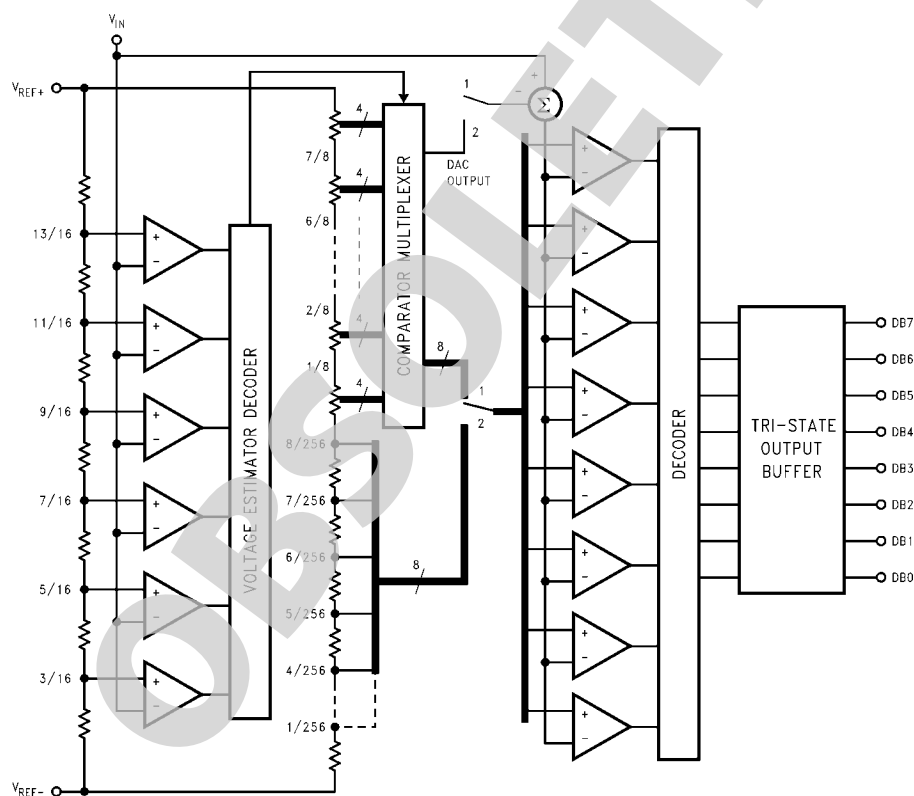 V_IN
V_REF+
13/16
11/16
9/16
7/16
5/16
3/16
V_REF-
+
−
+
−
+
−
+
−
+
−
+
−
VOLTAGE ESTIMATOR DECODER
7/8
6/8
2/8
1/8
8/256
7/256
6/256
5/256
4/256
1/256
4
4
4
4
COMPARATOR MULTIPLEXER
8
8
DAC
OUTPUT
1
2
1
2
+
−
Σ
+
−
+
−
+
−
+
−
+
−
+
−
+
−
+
−
DECODER
TRI-STATE
OUTPUT
BUFFER
DB7
DB6
DB5
DB4
DB3
DB2
DB1
DB0
OBSOLETE